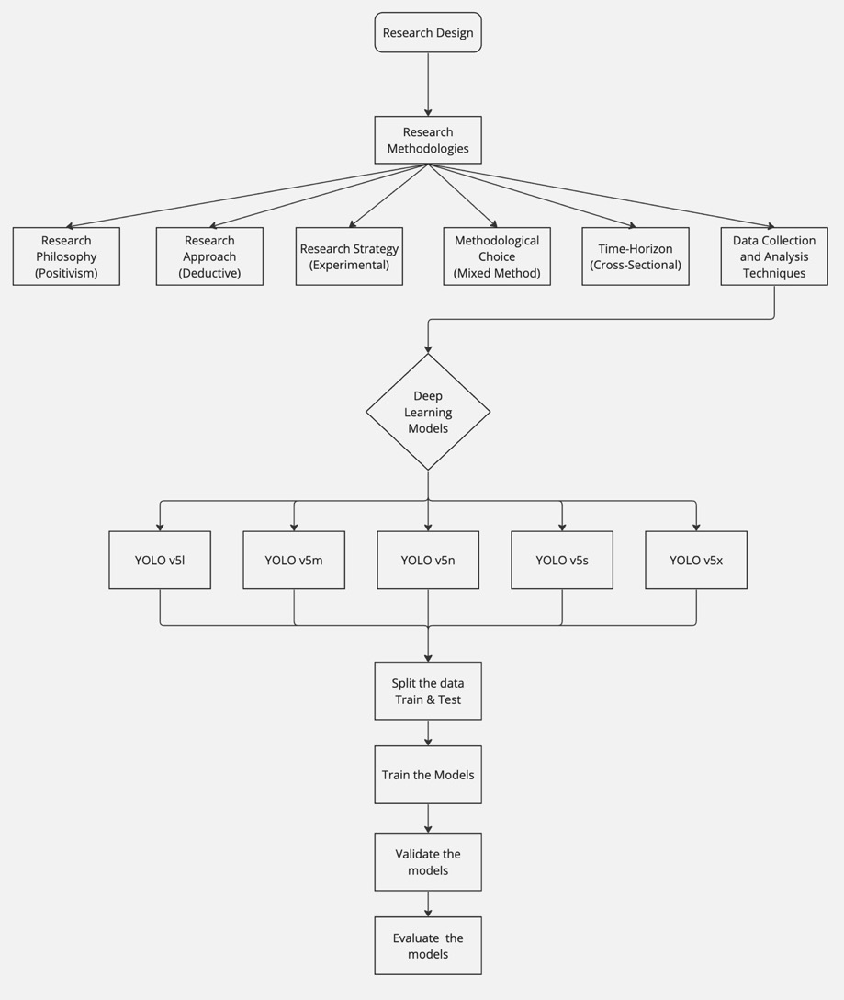 Research Design
Research
Methodologies
Research
Philosophy
(Positivism)
Research
Approach
(Deductive)
Research Strategy
(Experimental)
Methodological
Choice
(Mixed Method)
Time-Horizon
(Cross-Sectional)
Data Collection
and Analysis
Techniques
Deep
Learning
Models
YOLO v5l
YOLO v5m
YOLO v5n
YOLO v5s
YOLO v5x
Split the data
Train & Test
Train the Models
Validate the
models
Evaluate  the
models